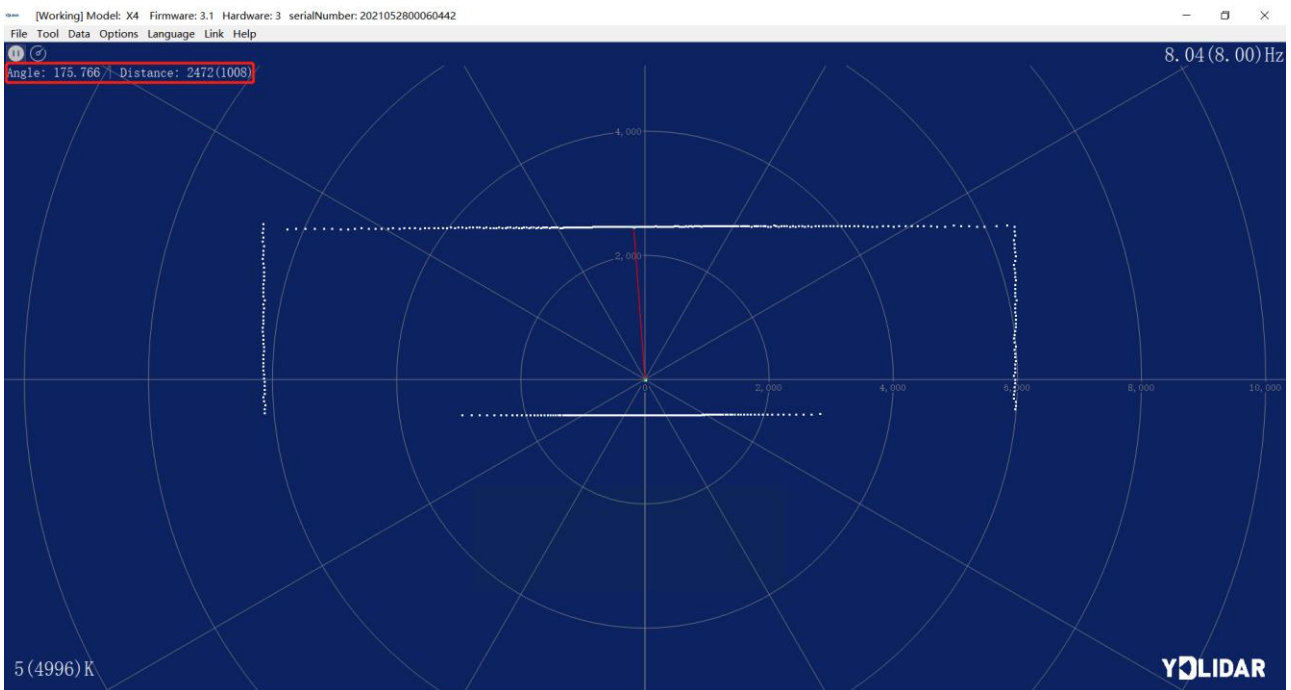 [Working] Model: X4 Firmware: 3.1 Hardware: 3 serialNumber: 2021052800060442
File Tool Data Options Language Link Help
8.04(8.00)Hz
Angle: 175.766 | Distance: 2472(1008)
4,000
2,000
0 2,000 4,000 6,000 8,000 10,000
5(4996)K
YDLIDAR